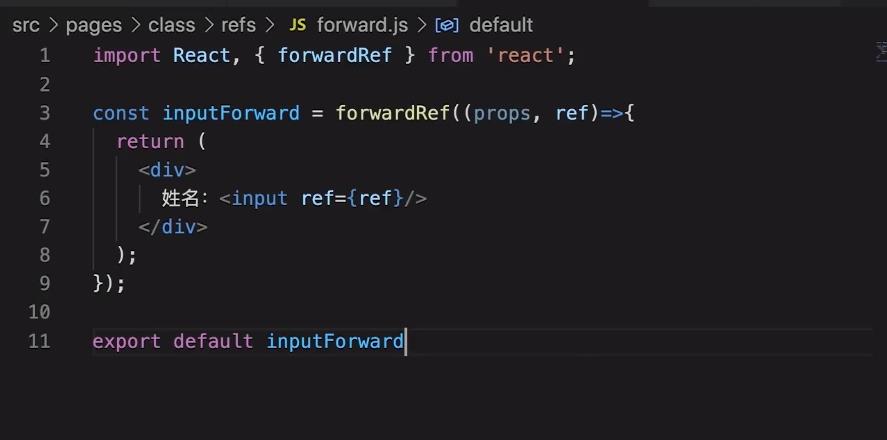 src > pages > class > refs > JS forward.js > default
1 import React, { forwardRef } from 'react';
2
3 const inputForward = forwardRef((props, ref)=>{
4 return (
5 <div>
6 姓名：<input ref={ref}/>
7 </div>
8 );
9 });
10
11 export default inputForward